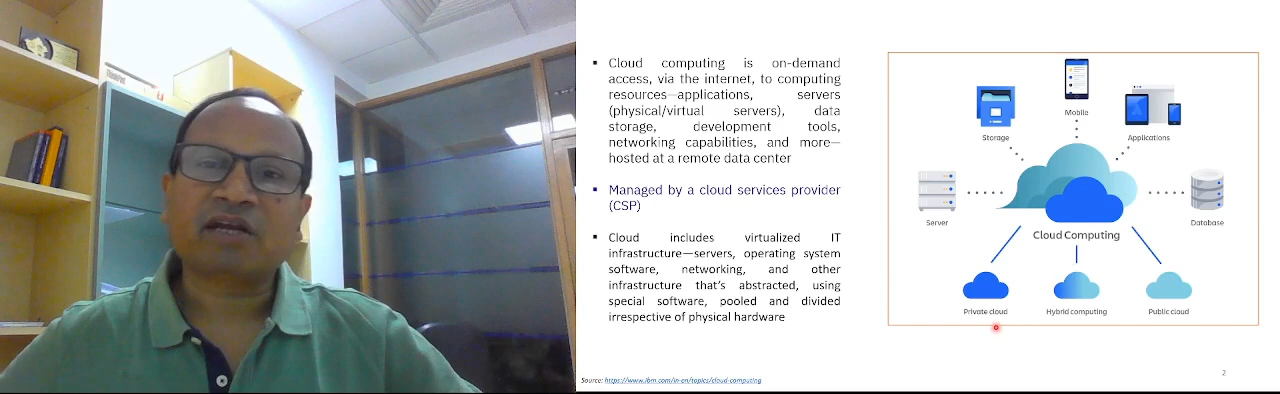 ▪ Cloud computing is on-demand
access, via the internet, to computing
resources—applications, servers
(physical/virtual servers), data
storage, development tools,
networking capabilities, and more—
hosted at a remote data center
▪ Managed by a cloud services provider
(CSP)
▪ Cloud includes virtualized IT
infrastructure—servers, operating system
software, networking, and other
infrastructure that's abstracted, using
special software, pooled and divided
irrespective of physical hardware
Mobile
Storage
Applications
Server
Database
Cloud Computing
Private cloud
Hybrid computing
Public cloud
Source: https://www.ibm.com/in-en/topics/cloud-computing
2